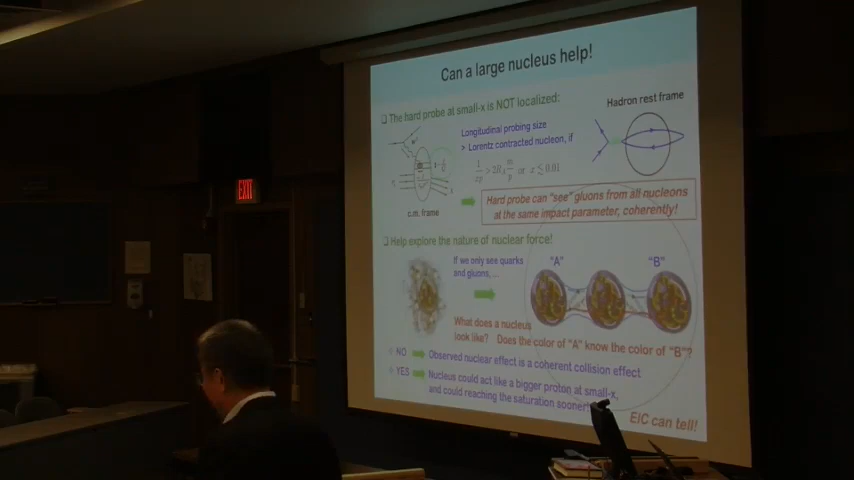 EXIT
Can a large nucleus help!
❑ The hard probe at small-x is NOT localized:
Hadron rest frame
Longitudinal probing size
> Lorentz contracted nucleon, if
or x ≲ 0.01
c.m. frame
Hard probe can "see" gluons from all nucleons
at the same impact parameter, coherently!
❑ Help explore the nature of nuclear force!
If we only see quarks
and gluons, ...
"A"
"B"
What does a nucleus
look like? Does the color of "A" know the color of "B"?
NO Observed nuclear effect is a coherent collision effect
YES Nucleus could act like a bigger proton at small-x,
and could reaching the saturation sooner
EIC can tell!